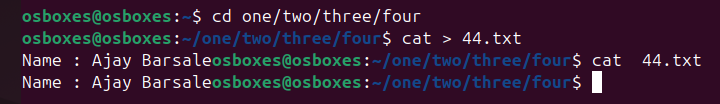 osboxes@osboxes:~$ cd one/two/three/four
osboxes@osboxes:~/one/two/three/four$ cat > 44.txt
Name : Ajay Barsaleosboxes@osboxes:~/one/two/three/four$ cat  44.txt
Name : Ajay Barsaleosboxes@osboxes:~/one/two/three/four$